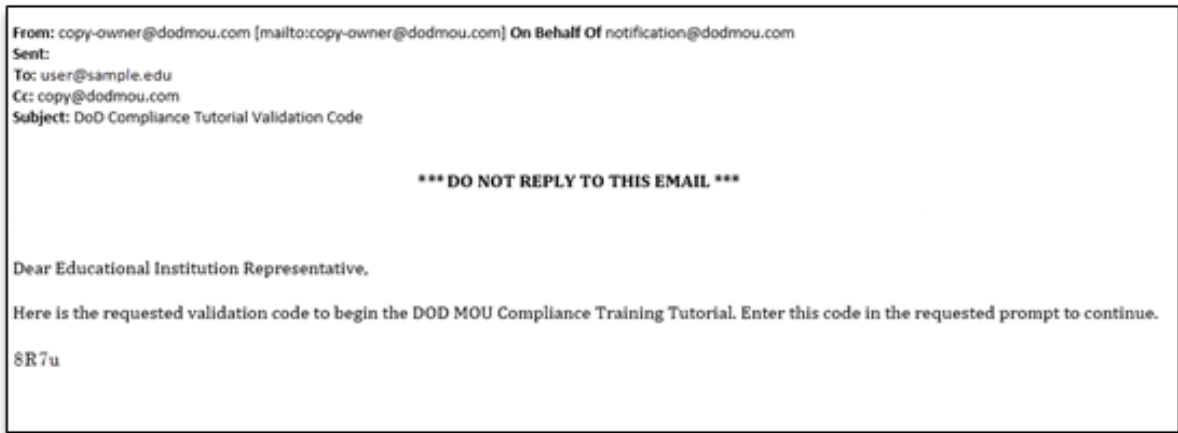 From: copy-owner@dodmou.com [mailto:copy-owner@dodmou.com] On Behalf Of notification@dodmou.com
Sent:
To: user@sample.edu
Cc: copy@dodmou.com
Subject: DoD Compliance Tutorial Validation Code
*** DO NOT REPLY TO THIS EMAIL ***
Dear Educational Institution Representative,
Here is the requested validation code to begin the DOD MOU Compliance Training Tutorial. Enter this code in the requested prompt to continue.
8R7u